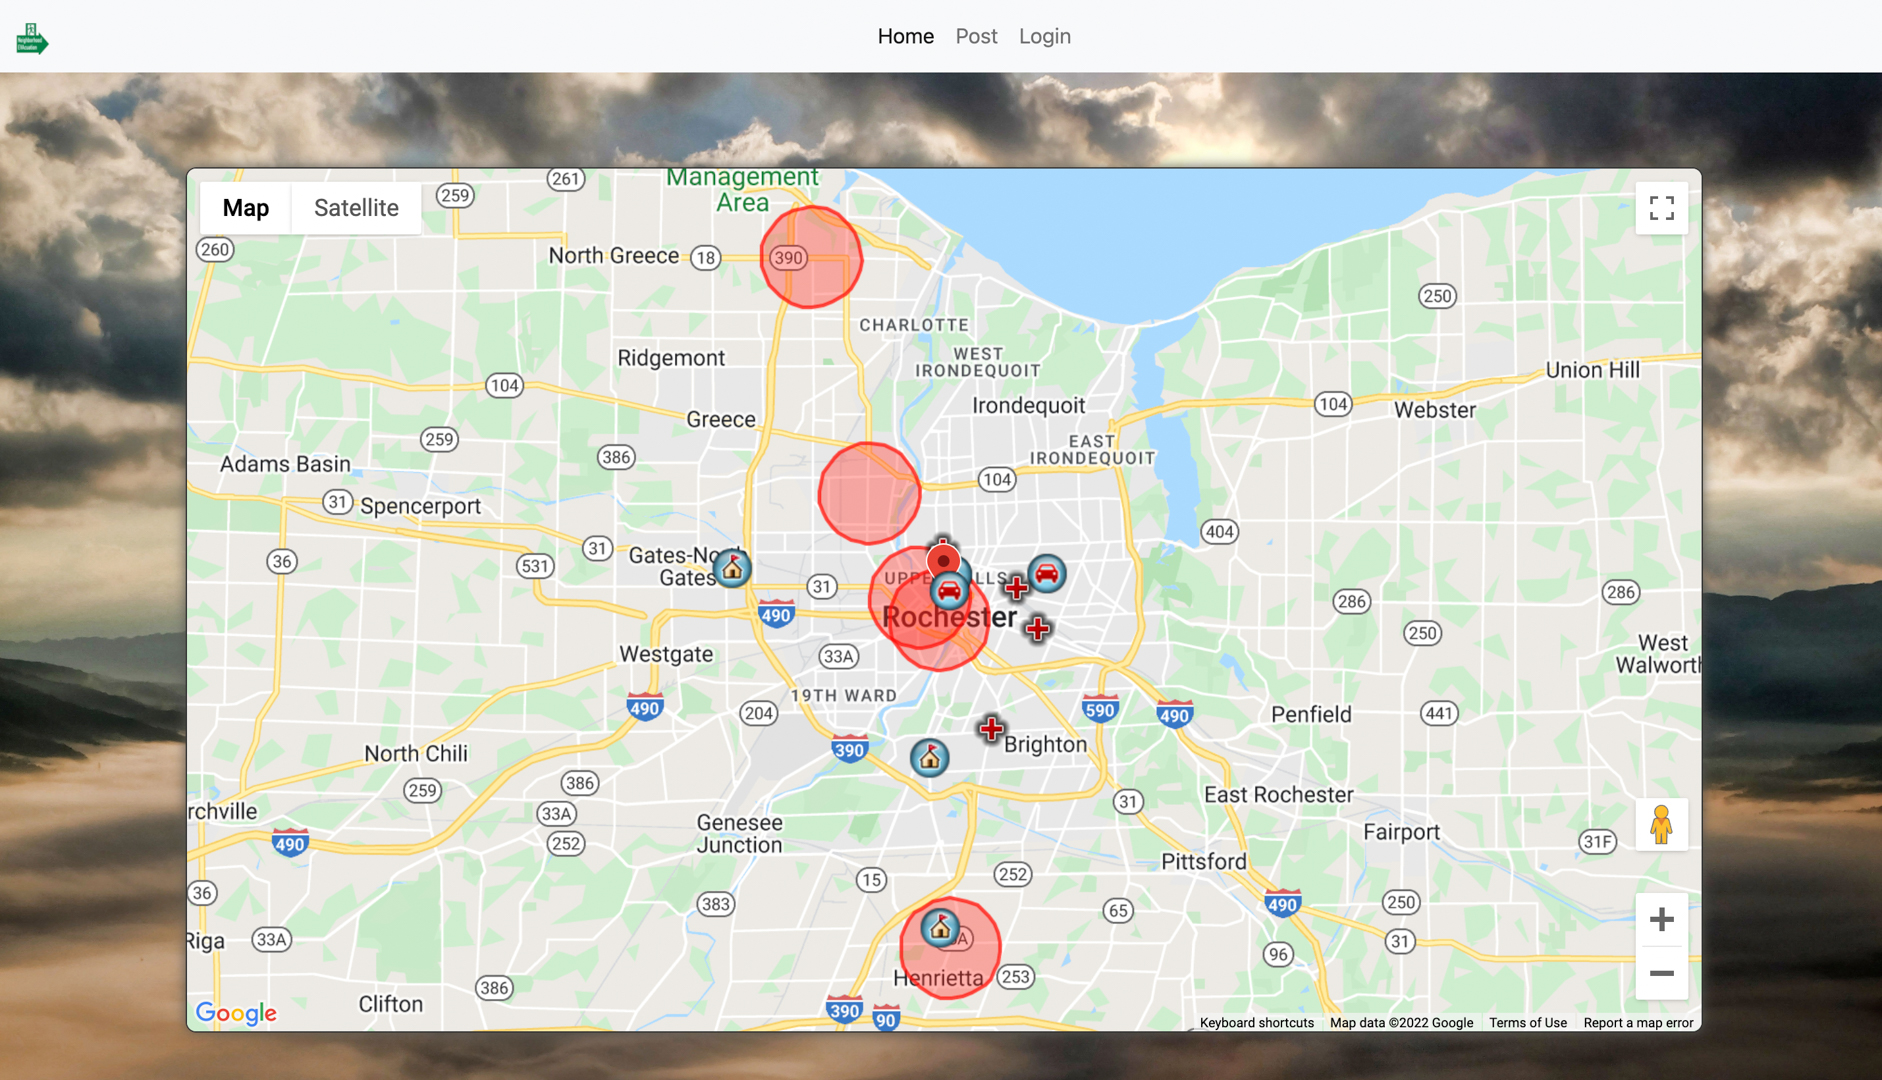 Neighborhood
Home Post Login
Map Satellite
Management
Area
261
259
260
North Greece
18
390
250
CHARLOTTE
WEST
IRONDEQUOIT
Ridgemont
Union Hill
104
Irondequoit
104
Webster
Greece
259
386
EAST
IRONDEQUOIT
Adams Basin
104
31
Spencerport
404
31
Gates-North
Gates
36
531
31
286
286
490
Rochester
250
West
Walworth
Westgate
33A
19TH WARD
490
204
590
490
Penfield
441
390
Brighton
North Chili
259
386
31
East Rochester
rchville
33A
Genesee
Junction
Fairport
490
252
31F
Pittsford
15
252
36
383
65
490
250
Riga
33A
31
96
Henrietta
253
386
Clifton
390
90
Google
Keyboard shortcuts Map data ©2022 Google Terms of Use Report a map error